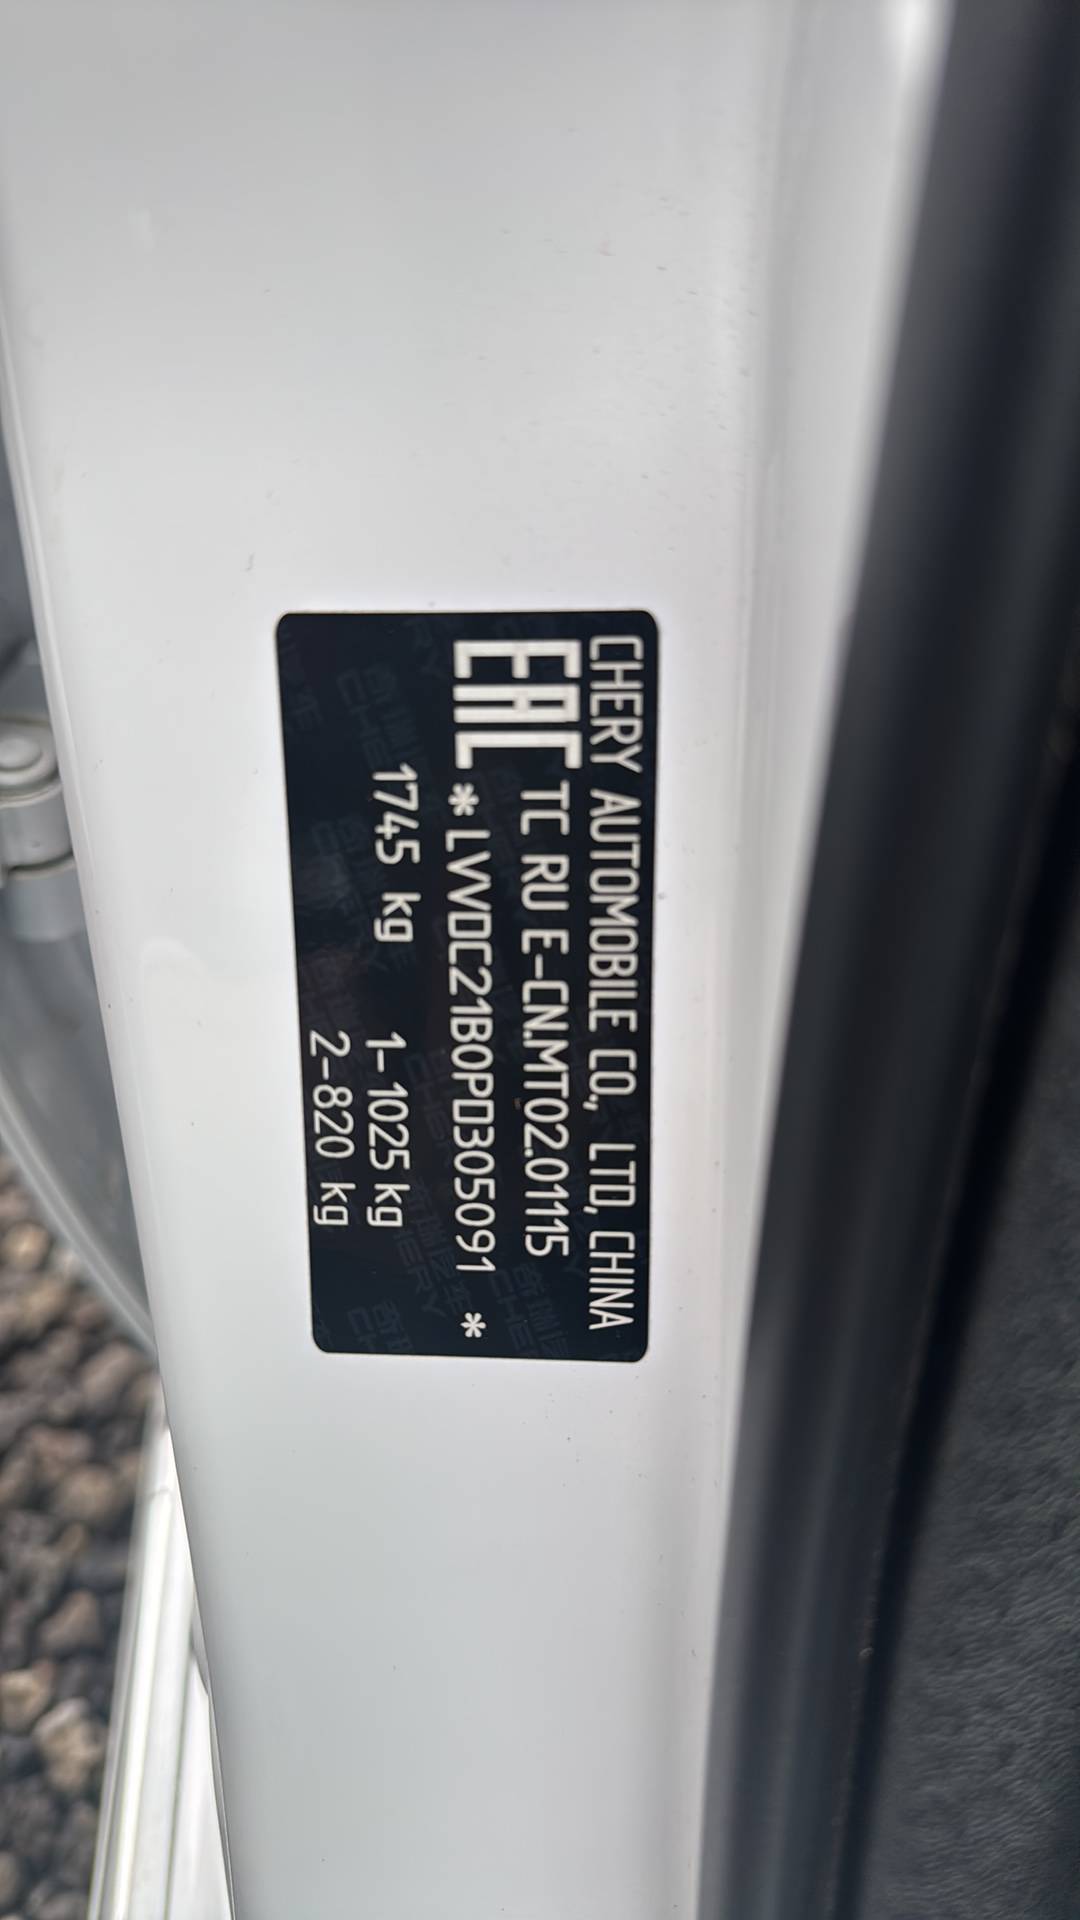 CHERY AUTOMOBILE CO., LTD, CHINA
EAC TC RU E-CN.MT02.01115
*LVVDC21B0PD305091 *
1745 kg 1-1025 kg
2-820 kg